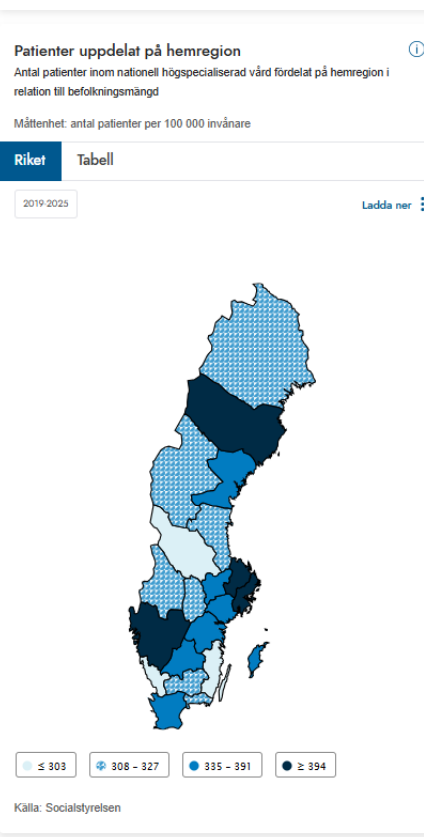 Patienter uppdelat på hemregion
Antal patienter inom nationell högspecialiserad vård fördelat på hemregion i
relation till befolkningsmängd
Måttenhet: antal patienter per 100 000 invånare
Riket Tabell
2019-2025
Ladda ner
≤ 303
308 – 327
335 – 391
≥ 394
Källa: Socialstyrelsen